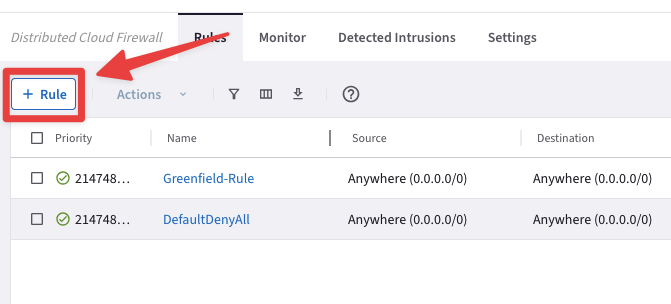 Distributed Cloud Firewall Rules Monitor Detected Intrusions Settings
+ Rule Actions
Priority Name Source Destination
214748... Greenfield-Rule Anywhere (0.0.0.0/0) Anywhere (0.0.0.0/0)
214748... DefaultDenyAll Anywhere (0.0.0.0/0) Anywhere (0.0.0.0/0)